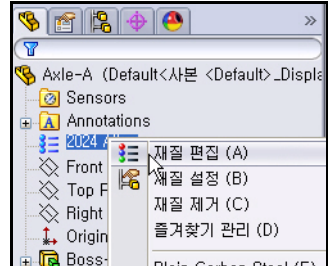 »
Axle-A (Default<사본 <Default>_Displa
Sensors
A Annotations
2024
재질 편집 (A)
Front
재질 설정 (B)
Top F
재질 제거 (C)
Right
즐겨찾기 관리 (D)
Origin
Boss-
Plain Carbon Steel (E)